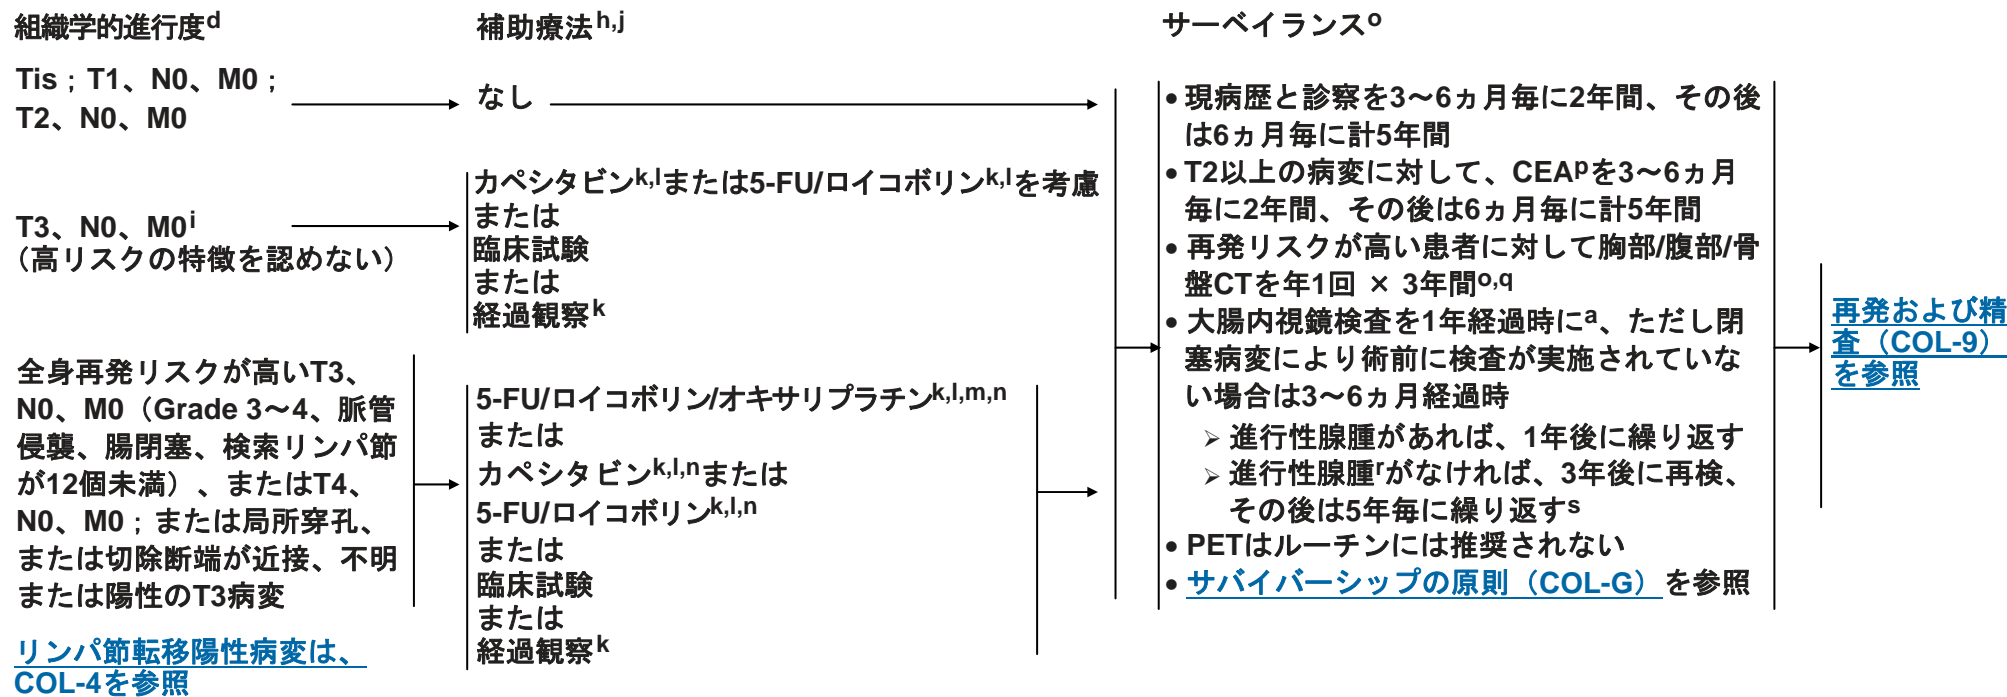 組織学的進行度d
補助療法h,j
サーベイランスo
Tis；T1、N0、M0；
T2、N0、M0
なし
T3、N0、M0i
（高リスクの特徴を認めない）
カペシタビンk,lまたは5-FU/ロイコボリンk,lを考慮
または
臨床試験
または
経過観察k
全身再発リスクが高いT3、
N0、M0（Grade 3～4、脈管
侵襲、腸閉塞、検索リンパ節
が12個未満）、またはT4、
N0、M0；または局所穿孔、
または切除断端が近接、不明
または陽性のT3病変
5-FU/ロイコボリン/オキサリプラチンk,l,m,n
または
カペシタビンk,l,nまたは
5-FU/ロイコボリンk,l,n
または
臨床試験
または
経過観察k
リンパ節転移陽性病変は、
COL-4を参照
• 現病歴と診察を3～6ヵ月毎に2年間、その後
は6ヵ月毎に計5年間
• T2以上の病変に対して、CEApを3～6ヵ月
毎に2年間、その後は6ヵ月毎に計5年間
• 再発リスクが高い患者に対して胸部/腹部/骨
盤CTを年1回 × 3年間o,q
• 大腸内視鏡検査を1年経過時にa、ただし閉
塞病変により術前に検査が実施されていな
い場合は3～6ヵ月経過時
➢ 進行性腺腫があれば、1年後に繰り返す
➢ 進行性腺腫rがなければ、3年後に再検、
その後は5年毎に繰り返すs
• PETはルーチンには推奨されない
• サバイバーシップの原則（COL-G）を参照
再発および精
査（COL-9）
を参照